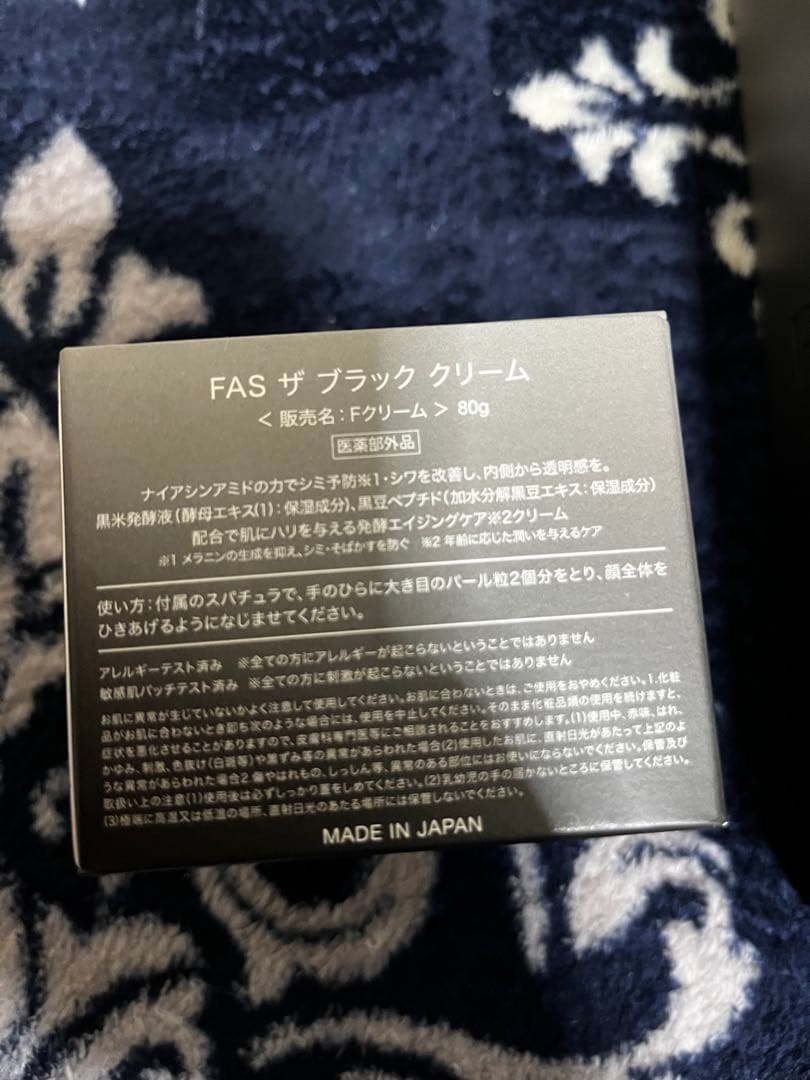 FAS ザ ブラック クリーム
＜ 販売名：Fクリーム ＞ 80g
医薬部外品
ナイアシンアミドの力でシミ予防※1・シワを改善し、内側から透明感を。
黒米発酵液（酵母エキス(1)：保湿成分）、黒豆ペプチド（加水分解黒豆エキス：保湿成分）
配合で肌にハリを与える発酵エイジングケア※2クリーム
※1 メラニンの生成を抑え、シミ・そばかすを防ぐ ※2 年齢に応じた潤いを与えるケア
使い方：付属のスパチュラで、手のひらに大き目のパール粒2個分をとり、顔全体を
ひきあげるようになじませてください。
アレルギーテスト済み ※全ての方にアレルギーが起こらないということではありません
敏感肌パッチテスト済み ※全ての方に刺激が起こらないということではありません
お肌に異常が生じていないかよく注意して使用してください。お肌に合わないときは、ご使用をおやめください。1.化粧
品がお肌に合わないとき即ち次のような場合には、使用を中止してください。そのまま化粧品類の使用を続けますと、
症状を悪化させることがありますので、皮膚科専門医等にご相談されることをおすすめします。(1)使用中、赤味、はれ、
かゆみ、刺激、色抜け(白斑等)や黒ずみ等の異常があらわれた場合(2)使用したお肌に、直射日光があたって上記のよ
うな異常があらわれた場合2.傷やはれもの、しっしん等、異常のある部位にはお使いにならないでください。保管及び
取扱い上の注意(1)使用後は必ずしっかり蓋をしめてください。(2)乳幼児の手の届かないところに保管してください。
(3)極端に高温又は低温の場所、直射日光のあたる場所には保管しないでください。
MADE IN JAPAN